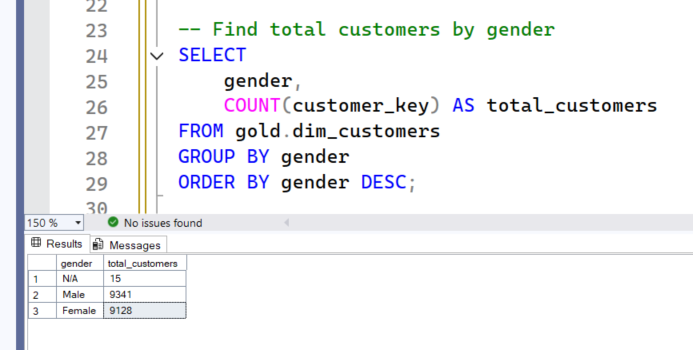 22
23 -- Find total customers by gender
24 SELECT
25 gender,
26 COUNT(customer_key) AS total_customers
27 FROM gold.dim_customers
28 GROUP BY gender
29 ORDER BY gender DESC;
30
150 % No issues found
Results Messages
gender total_customers
1 N/A 15
2 Male 9341
3 Female 9128